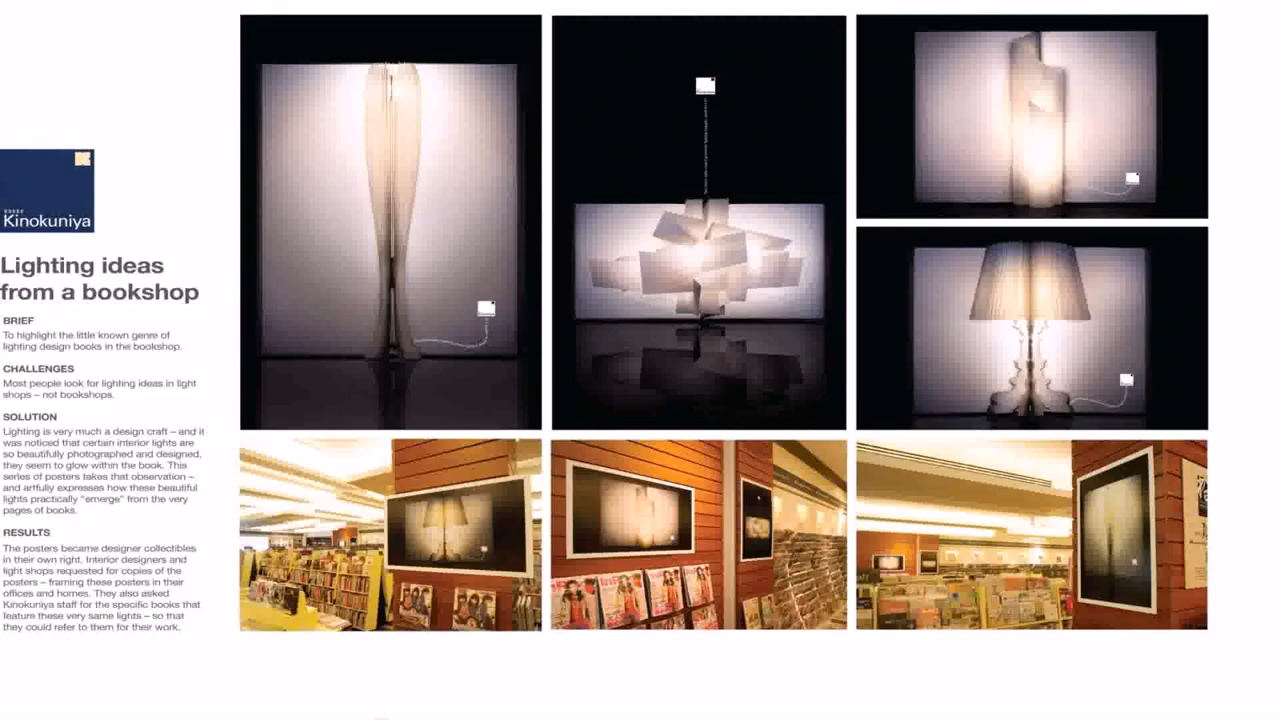 Kinokuniya
Lighting ideas
from a bookshop
BRIEF
To highlight the little known genre of
lighting design books in the bookshop.
CHALLENGES
Most people look for lighting ideas in light
shops – not bookshops.
SOLUTION
Lighting is very much a design craft – and it
was noticed that certain interior lights are
so beautifully photographed and designed,
they seem to glow within the book. This
series of posters takes that observation –
and artfully expresses how these beautiful
lights practically “emerge” from the very
pages of books.
RESULTS
The posters became designer collectibles
in their own right. Interior designers and
light shops requested for copies of the
posters – framing these posters in their
offices and homes. They also asked
Kinokuniya staff for the specific books that
feature these very same lights – so that
they could refer to them for their work.